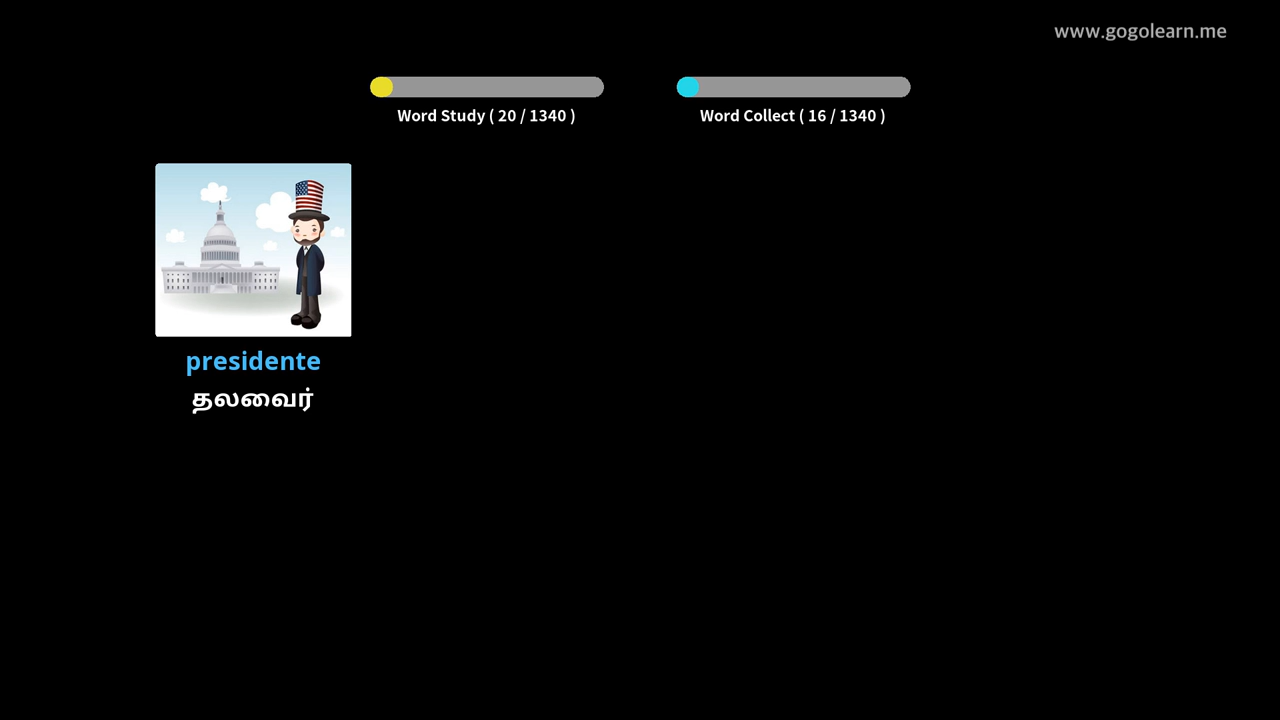 www.gogolearn.me
Word Study ( 20 / 1340 )
Word Collect ( 16 / 1340 )
presidente
தலைவர்